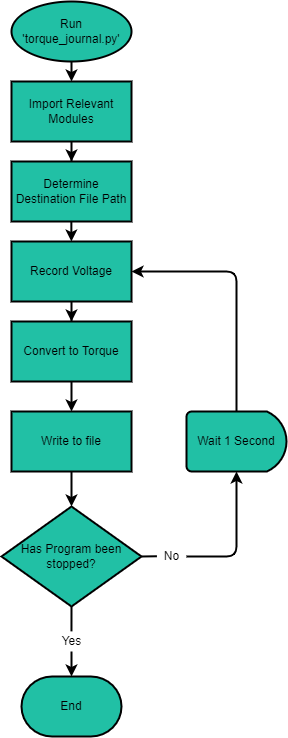 Run
'torque_journal.py'
Import Relevant
Modules
Determine
Destination File Path
Record Voltage
Convert to Torque
Write to file
Wait 1 Second
Has Program been
stopped?
No
Yes
End